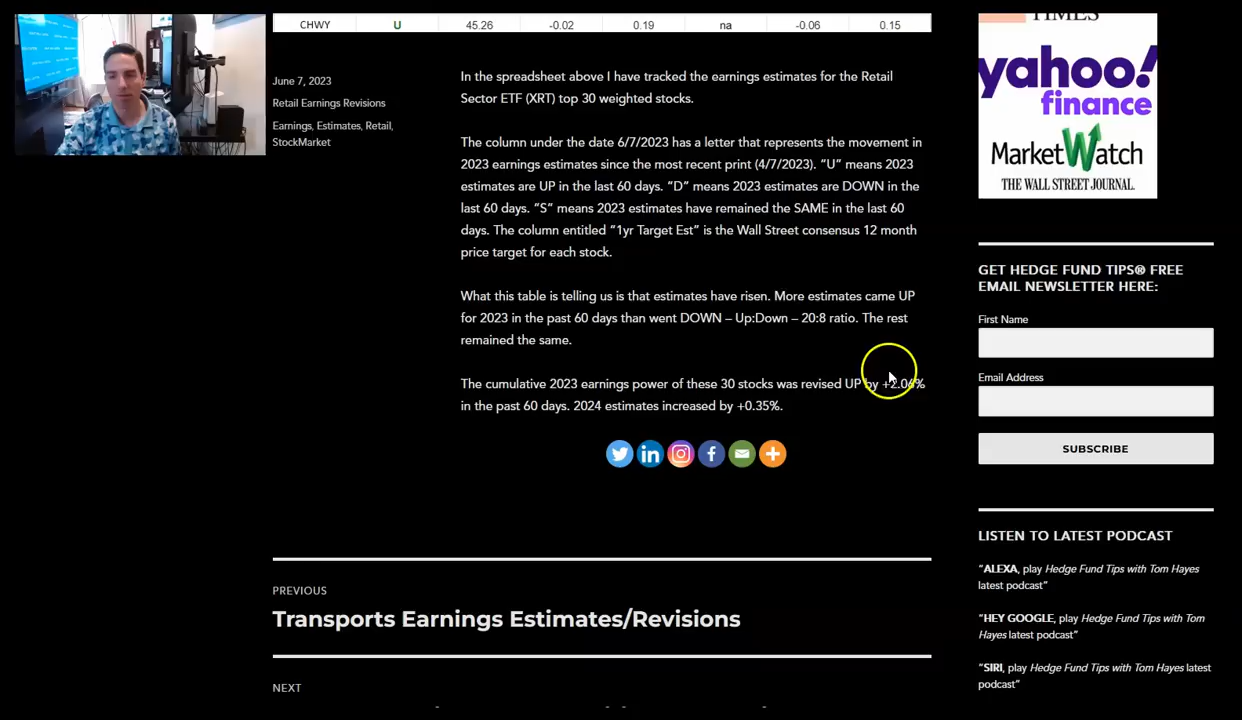 CHWY U 45.26 -0.02 0.19 na -0.06 0.15
June 7, 2023
Retail Earnings Revisions
Earnings, Estimates, Retail,
StockMarket
In the spreadsheet above I have tracked the earnings estimates for the Retail
Sector ETF (XRT) top 30 weighted stocks.
The column under the date 6/7/2023 has a letter that represents the movement in
2023 earnings estimates since the most recent print (4/7/2023). “U” means 2023
estimates are UP in the last 60 days. “D” means 2023 estimates are DOWN in the
last 60 days. “S” means 2023 estimates have remained the SAME in the last 60
days. The column entitled “1yr Target Est” is the Wall Street consensus 12 month
price target for each stock.
What this table is telling us is that estimates have risen. More estimates came UP
for 2023 in the past 60 days than went DOWN – Up:Down – 20:8 ratio. The rest
remained the same.
The cumulative 2023 earnings power of these 30 stocks was revised UP by +2.06%
in the past 60 days. 2024 estimates increased by +0.35%.
PREVIOUS
Transports Earnings Estimates/Revisions
NEXT
TIMES
yahoo!
finance
MarketWatch
THE WALL STREET JOURNAL.
GET HEDGE FUND TIPS® FREE
EMAIL NEWSLETTER HERE:
First Name
Email Address
SUBSCRIBE
LISTEN TO LATEST PODCAST
“ALEXA, play Hedge Fund Tips with Tom Hayes
latest podcast”
“HEY GOOGLE, play Hedge Fund Tips with Tom
Hayes latest podcast”
“SIRI, play Hedge Fund Tips with Tom Hayes latest
podcast”